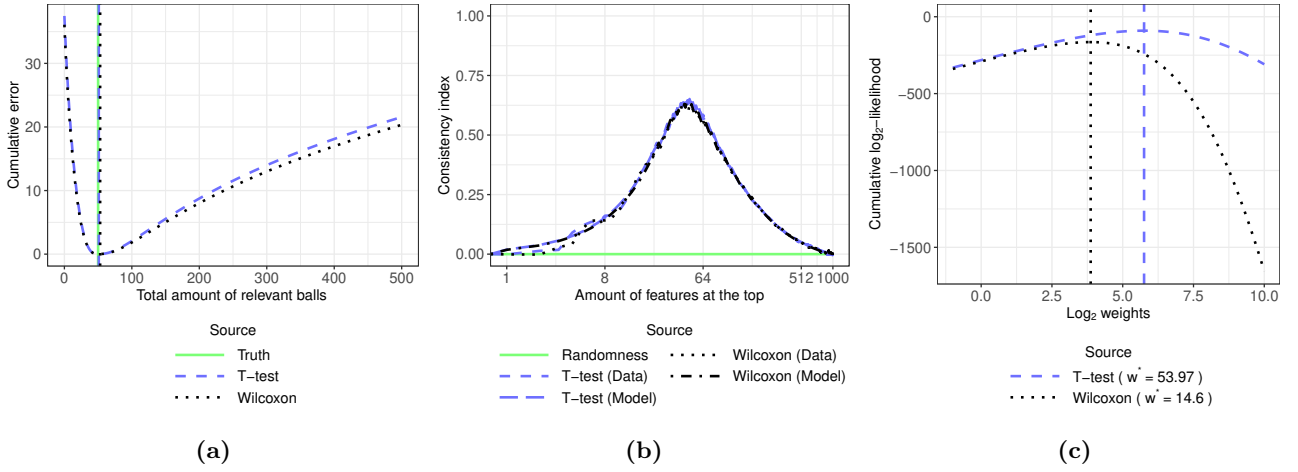 Cumulative error
30
20
10
0
0 100 200 300 400 500
Total amount of relevant balls
Source
Truth
T-test
Wilcoxon
(a)
Consistency index
1.00
0.75
0.50
0.25
0.00
1 8 64 512 1000
Amount of features at the top
Source
Randomness
T-test (Data)
T-test (Model)
Wilcoxon (Data)
Wilcoxon (Model)
(b)
Cumulative log₂-likelihood
0
−500
−1000
−1500
0.0 2.5 5.0 7.5 10.0
Log₂ weights
Source
T-test ( w* = 53.97 )
Wilcoxon ( w* = 14.6 )
(c)